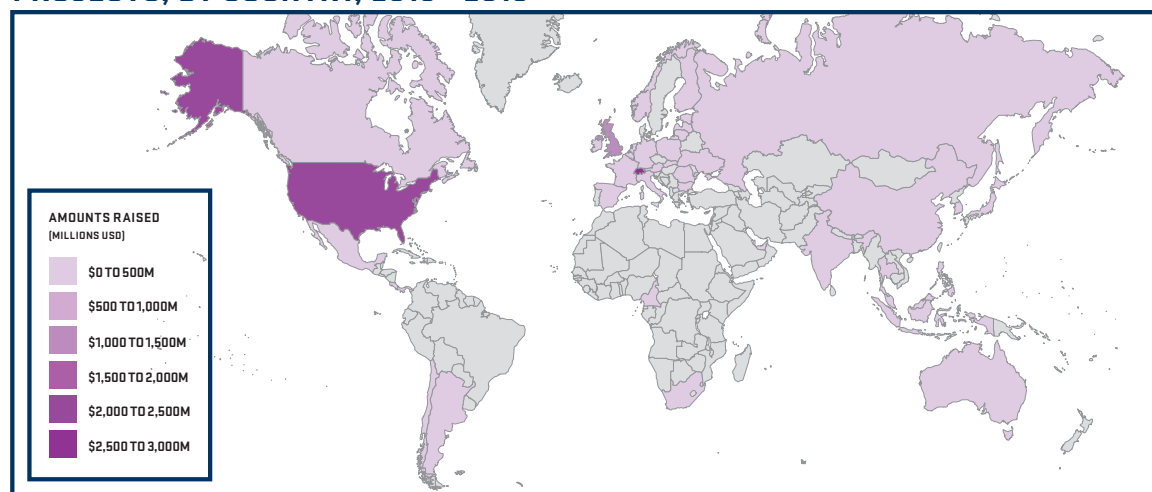 AMOUNTS RAISED
(MILLIONS USD)
$0 TO 500M
$500 TO 1,000M
$1,000 TO 1,500M
$1,500 TO 2,000M
$2,000 TO 2,500M
$2,500 TO 3,000M